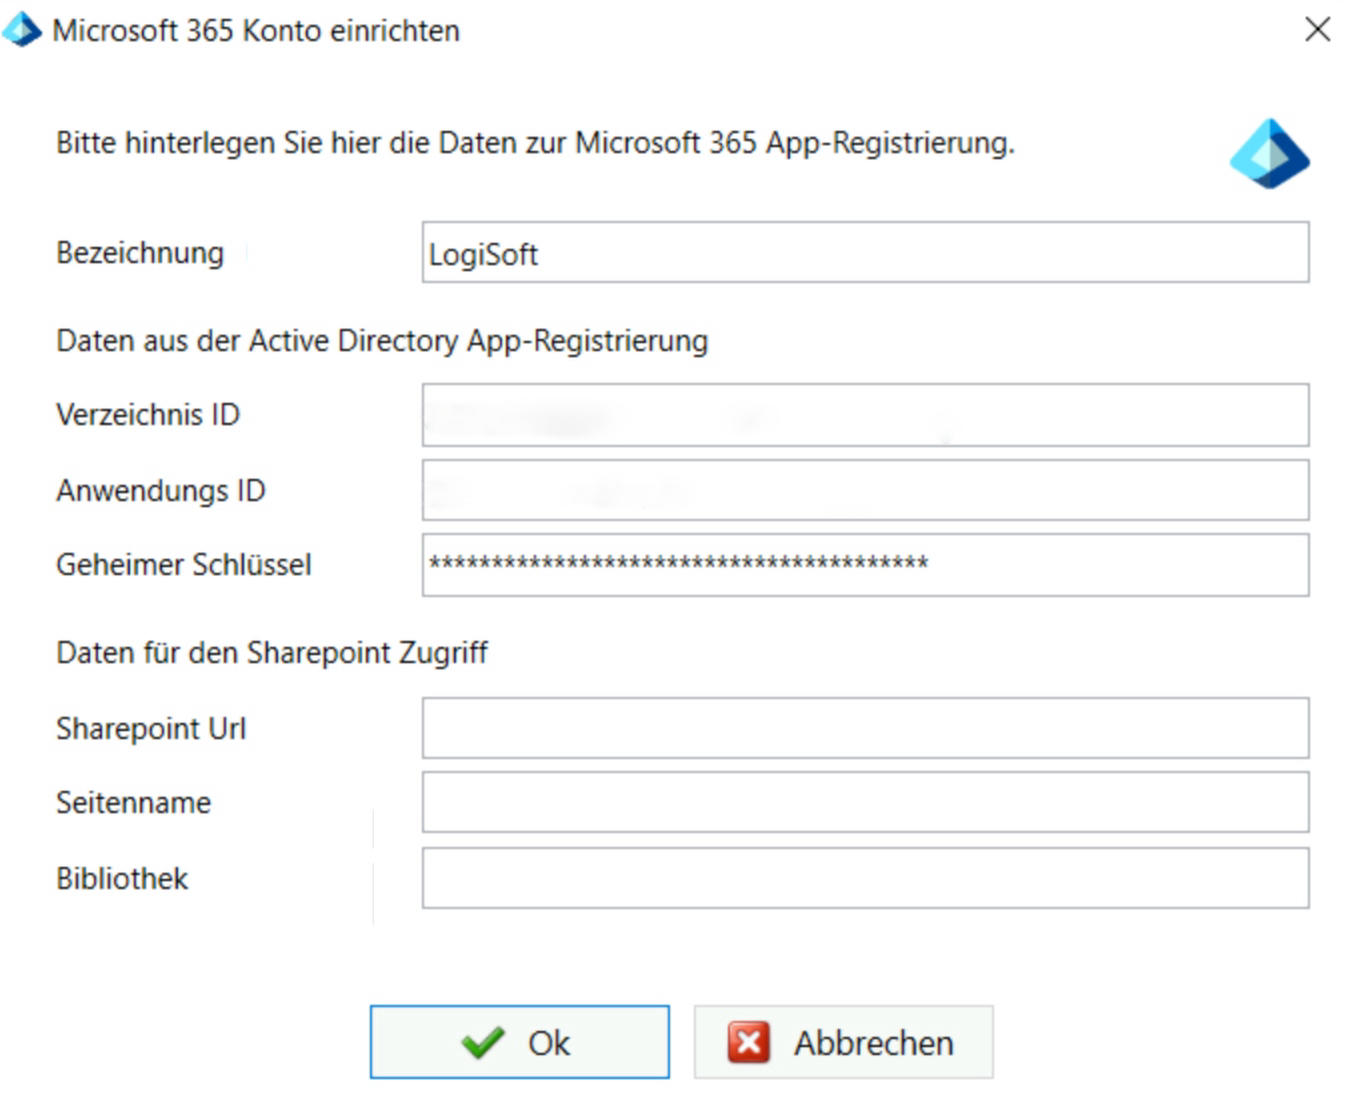 Microsoft 365 Konto einrichten
Bitte hinterlegen Sie hier die Daten zur Microsoft 365 App-Registrierung.
Bezeichnung LogiSoft
Daten aus der Active Directory App-Registrierung
Verzeichnis ID
Anwendungs ID
Geheimer Schlüssel ****************************************
Daten für den Sharepoint Zugriff
Sharepoint Url
Seitenname
Bibliothek
Ok Abbrechen